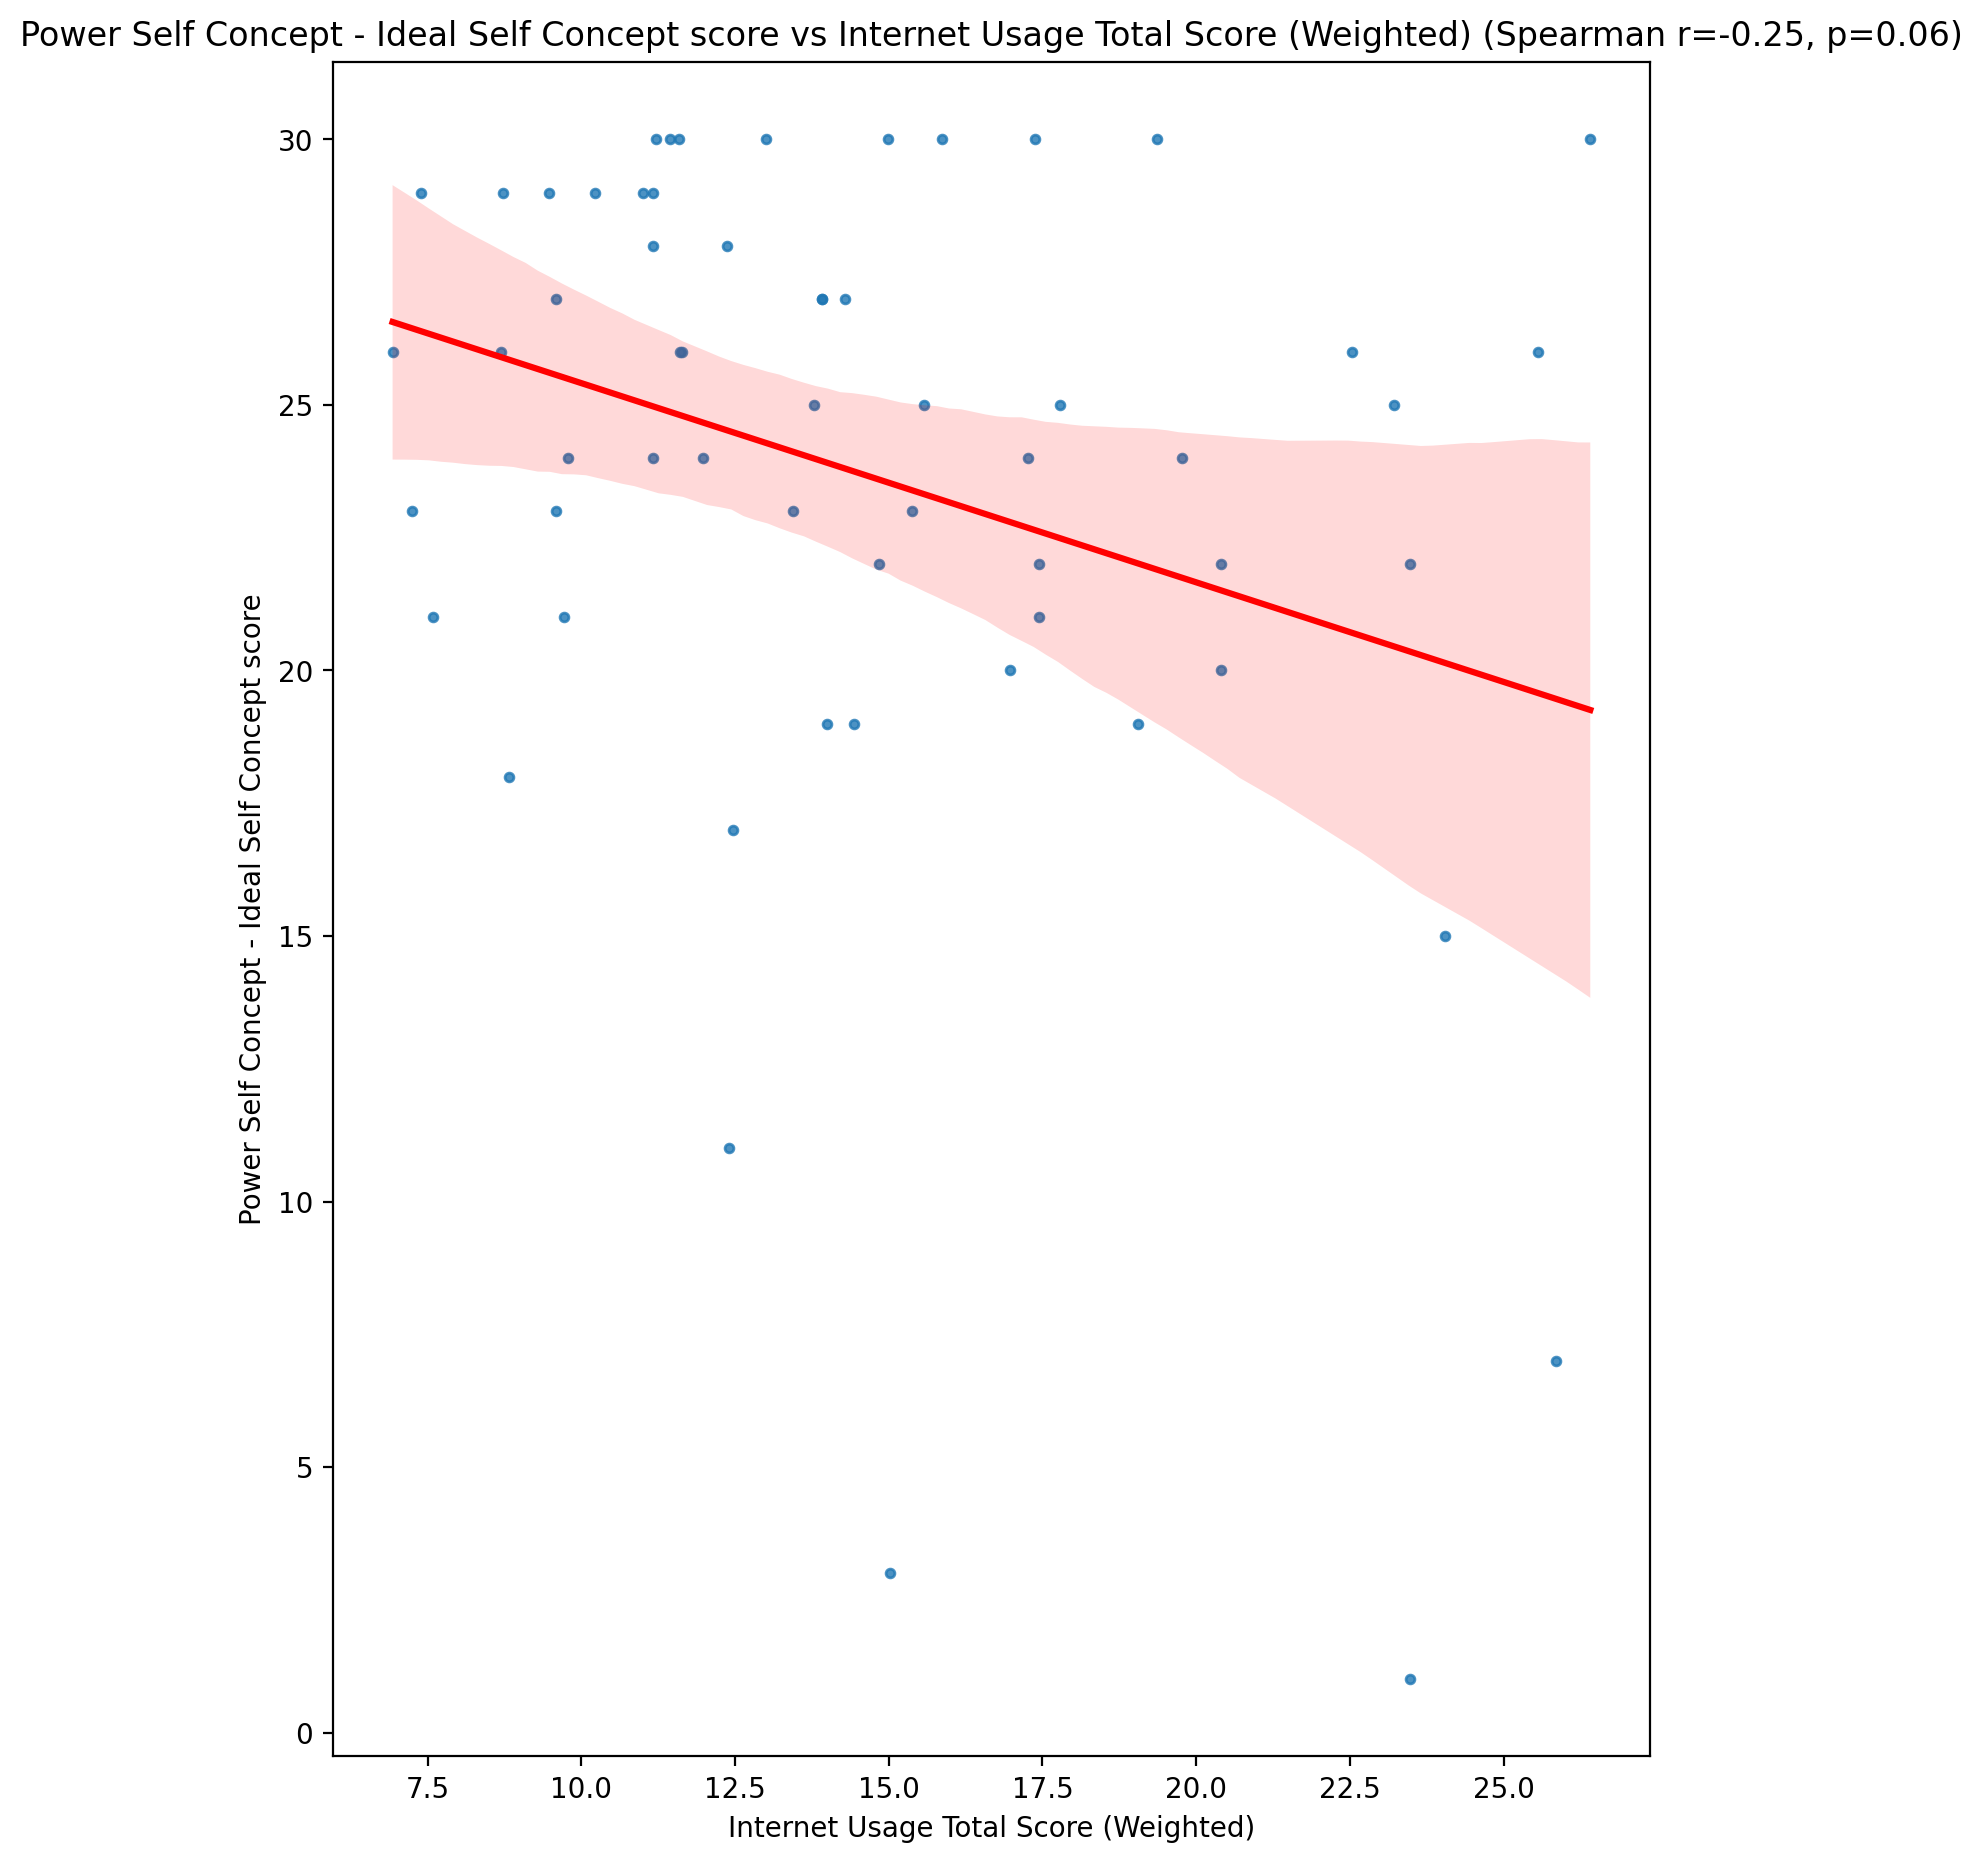 Power Self Concept - Ideal Self Concept score vs Internet Usage Total Score (Weighted) (Spearman r=-0.25, p=0.06)
Power Self Concept - Ideal Self Concept score
30
25
20
15
10
5
0
7.5 10.0 12.5 15.0 17.5 20.0 22.5 25.0
Internet Usage Total Score (Weighted)